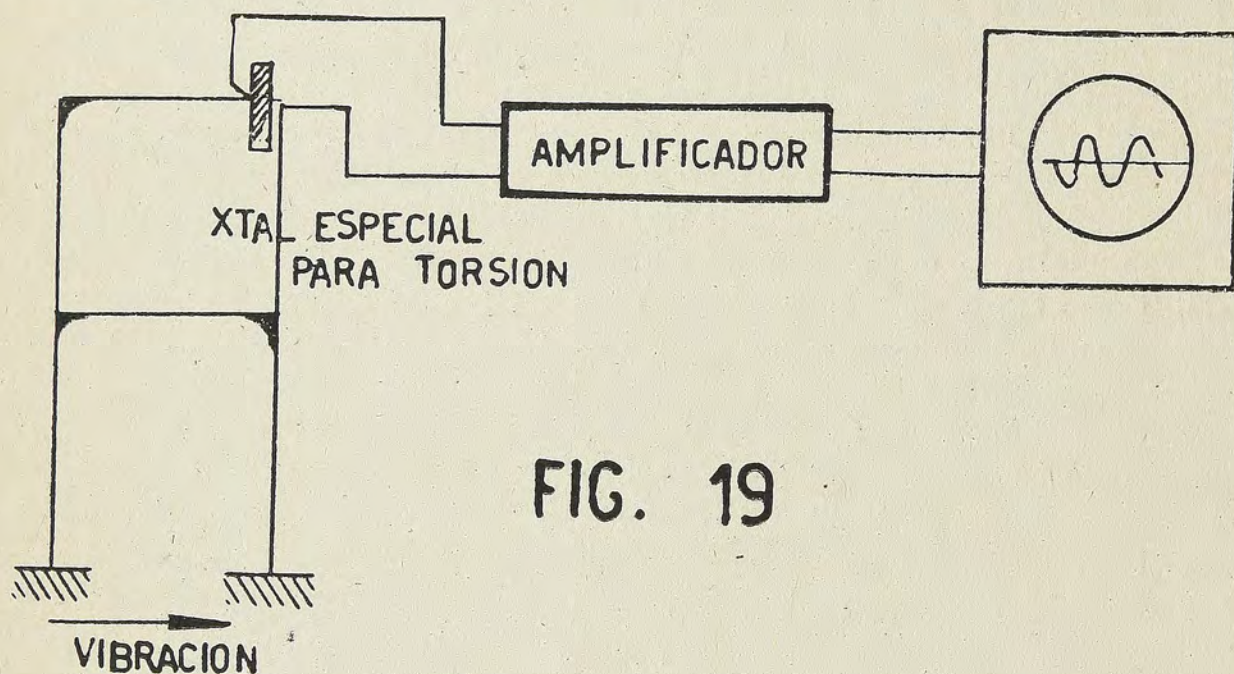 AMPLIFICADOR
XTAL ESPECIAL
PARA TORSION
FIG. 19
VIBRACION